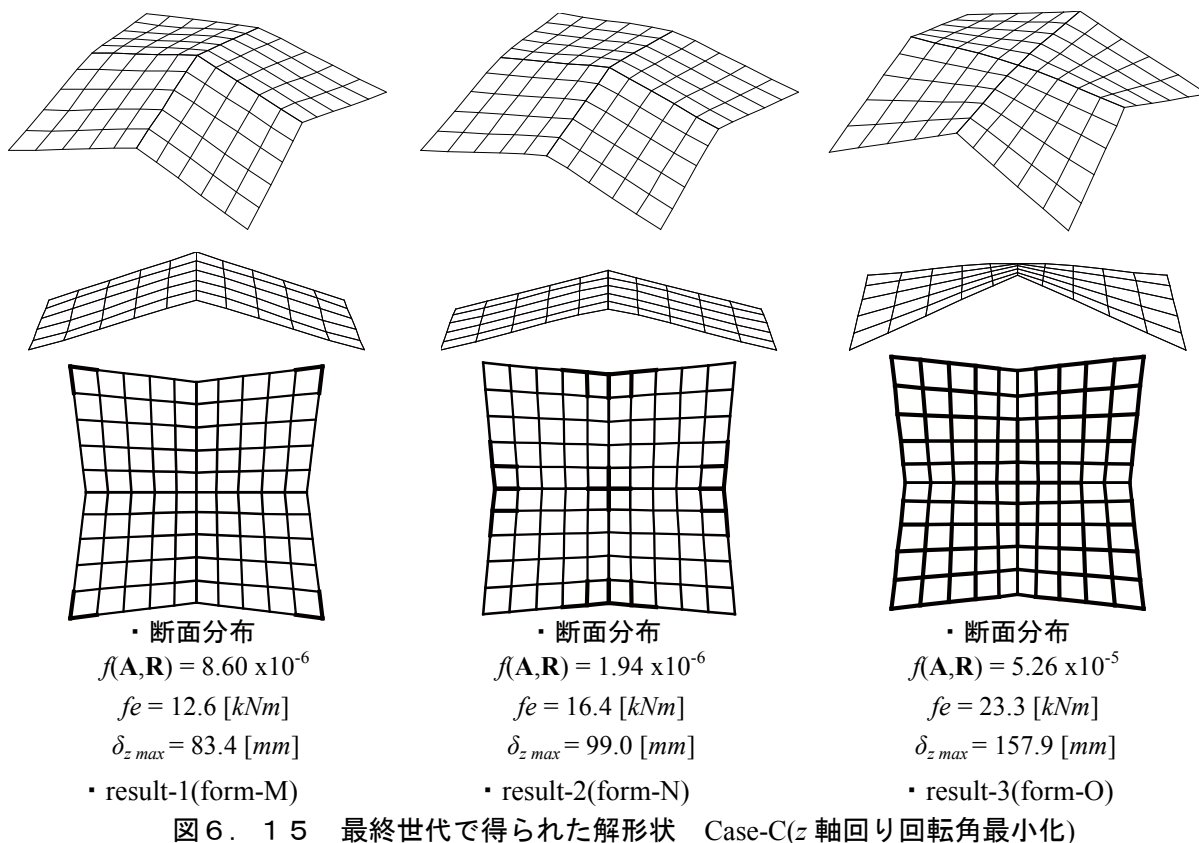 ・断面分布
f(A,R) = 8.60 x10-6
fe = 12.6 [kNm]
δz max = 83.4 [mm]
・result-1(form-M)
・断面分布
f(A,R) = 1.94 x10-6
fe = 16.4 [kNm]
δz max = 99.0 [mm]
・result-2(form-N)
・断面分布
f(A,R) = 5.26 x10-5
fe = 23.3 [kNm]
δz max = 157.9 [mm]
・result-3(form-O)
図6．15 最終世代で得られた解形状 Case-C(z 軸回り回転角最小化)